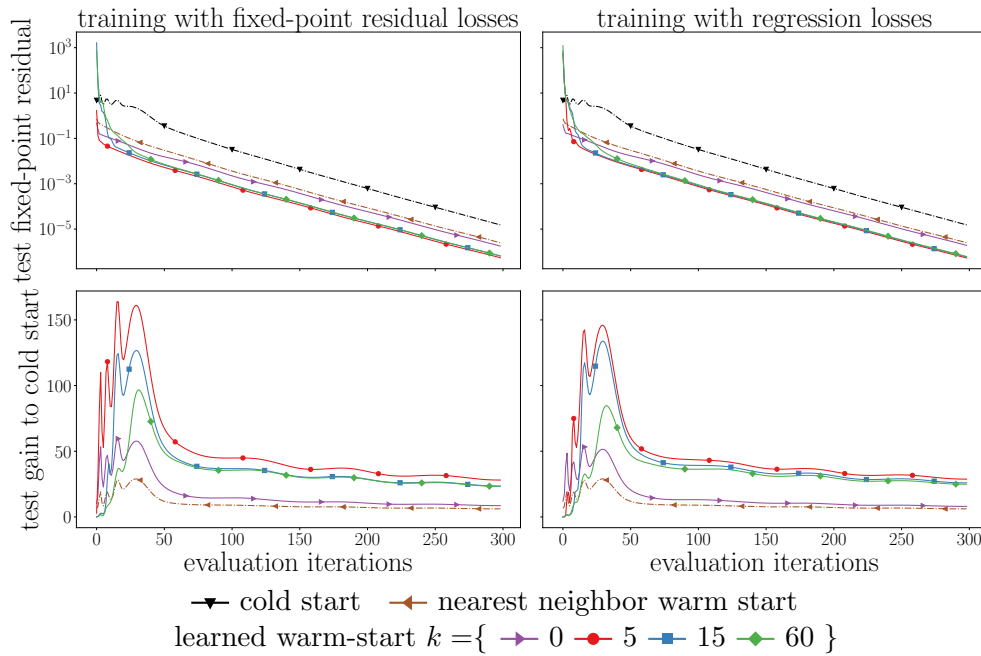 training with fixed-point residual losses
training with regression losses
test fixed-point residual
10^3
10^1
10^-1
10^-3
10^-5
test gain to cold start
150
100
50
0
0 50 100 150 200 250 300
0 50 100 150 200 250 300
evaluation iterations
evaluation iterations
cold start
nearest neighbor warm start
learned warm-start k ={ 0 5 15 60 }